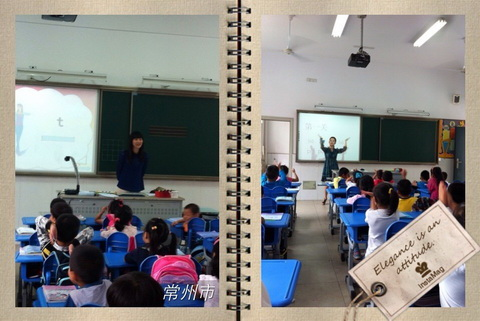 t
常州市
Elegance is an
attitude.
InstaMag